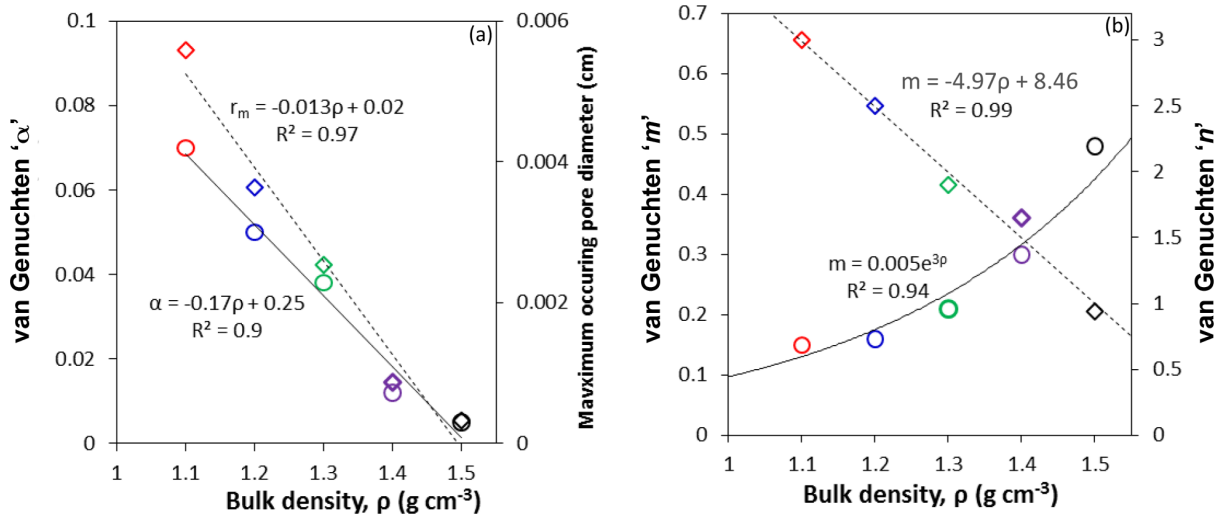 (a)
0.1
0.08
0.06
0.04
0.02
0
van Genuchten ‘α’
rₘ = -0.013ρ + 0.02
R² = 0.97
α = -0.17ρ + 0.25
R² = 0.9
0.006
0.004
0.002
0
Mavximum occuring pore diameter (cm)
1 1.1 1.2 1.3 1.4 1.5
Bulk density, ρ (g cm⁻³)
(b)
0.7
0.6
0.5
0.4
0.3
0.2
0.1
0
van Genuchten ‘m’
m = -4.97ρ + 8.46
R² = 0.99
m = 0.005e³ᵖ
R² = 0.94
3
2.5
2
1.5
1
0.5
0
van Genuchten ‘n’
1 1.1 1.2 1.3 1.4 1.5
Bulk density, ρ (g cm⁻³)